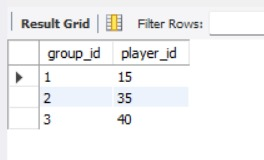 Result Grid Filter Rows:
group_id player_id
1 15
2 35
3 40